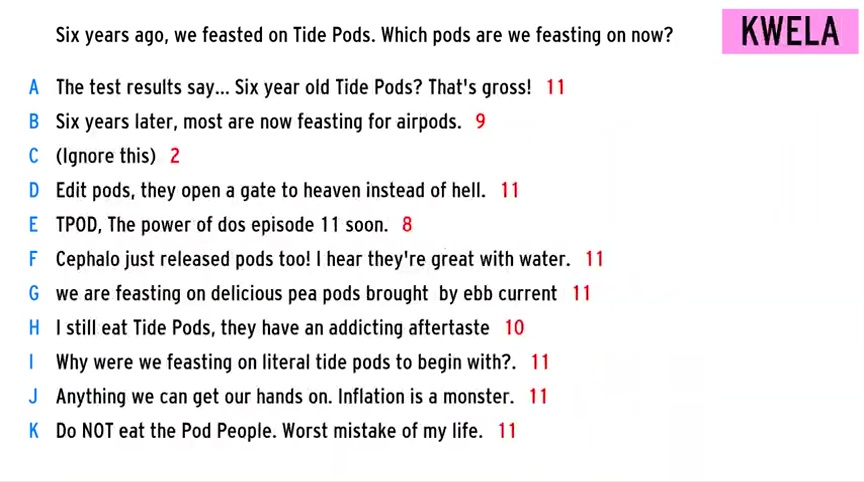 Six years ago, we feasted on Tide Pods. Which pods are we feasting on now?
KWELA
A The test results say... Six year old Tide Pods? That's gross! 11
B Six years later, most are now feasting for airpods. 9
C (Ignore this) 2
D Edit pods, they open a gate to heaven instead of hell. 11
E TPOD, The power of dos episode 11 soon. 8
F Cephalo just released pods too! I hear they're great with water. 11
G we are feasting on delicious pea pods brought  by ebb current 11
H I still eat Tide Pods, they have an addicting aftertaste 10
I Why were we feasting on literal tide pods to begin with?. 11
J Anything we can get our hands on. Inflation is a monster. 11
K Do NOT eat the Pod People. Worst mistake of my life. 11